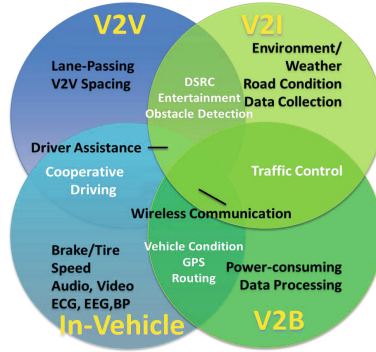 V2V
V2I
Lane-Passing
V2V Spacing
Environment/
Weather
Road Condition
Data Collection
DSRC
Entertainment
Obstacle Detection
Driver Assistance
Cooperative
Driving
Traffic Control
Wireless Communication
Brake/Tire
Speed
Audio, Video
ECG, EEG,BP
Vehicle Condition
GPS
Routing
Power-consuming
Data Processing
In-Vehicle
V2B